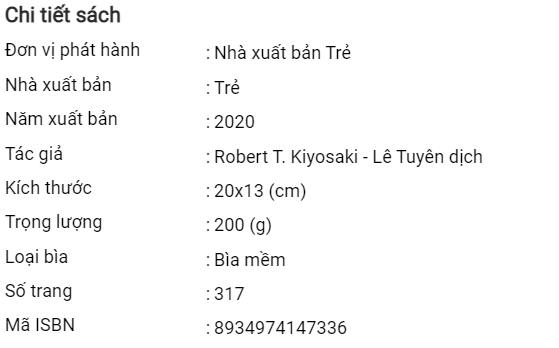 Chi tiết sách
Đơn vị phát hành : Nhà xuất bản Trẻ
Nhà xuất bản : Trẻ
Năm xuất bản : 2020
Tác giả : Robert T. Kiyosaki - Lê Tuyên dịch
Kích thước : 20x13 (cm)
Trọng lượng : 200 (g)
Loại bìa : Bìa mềm
Số trang : 317
Mã ISBN : 8934974147336